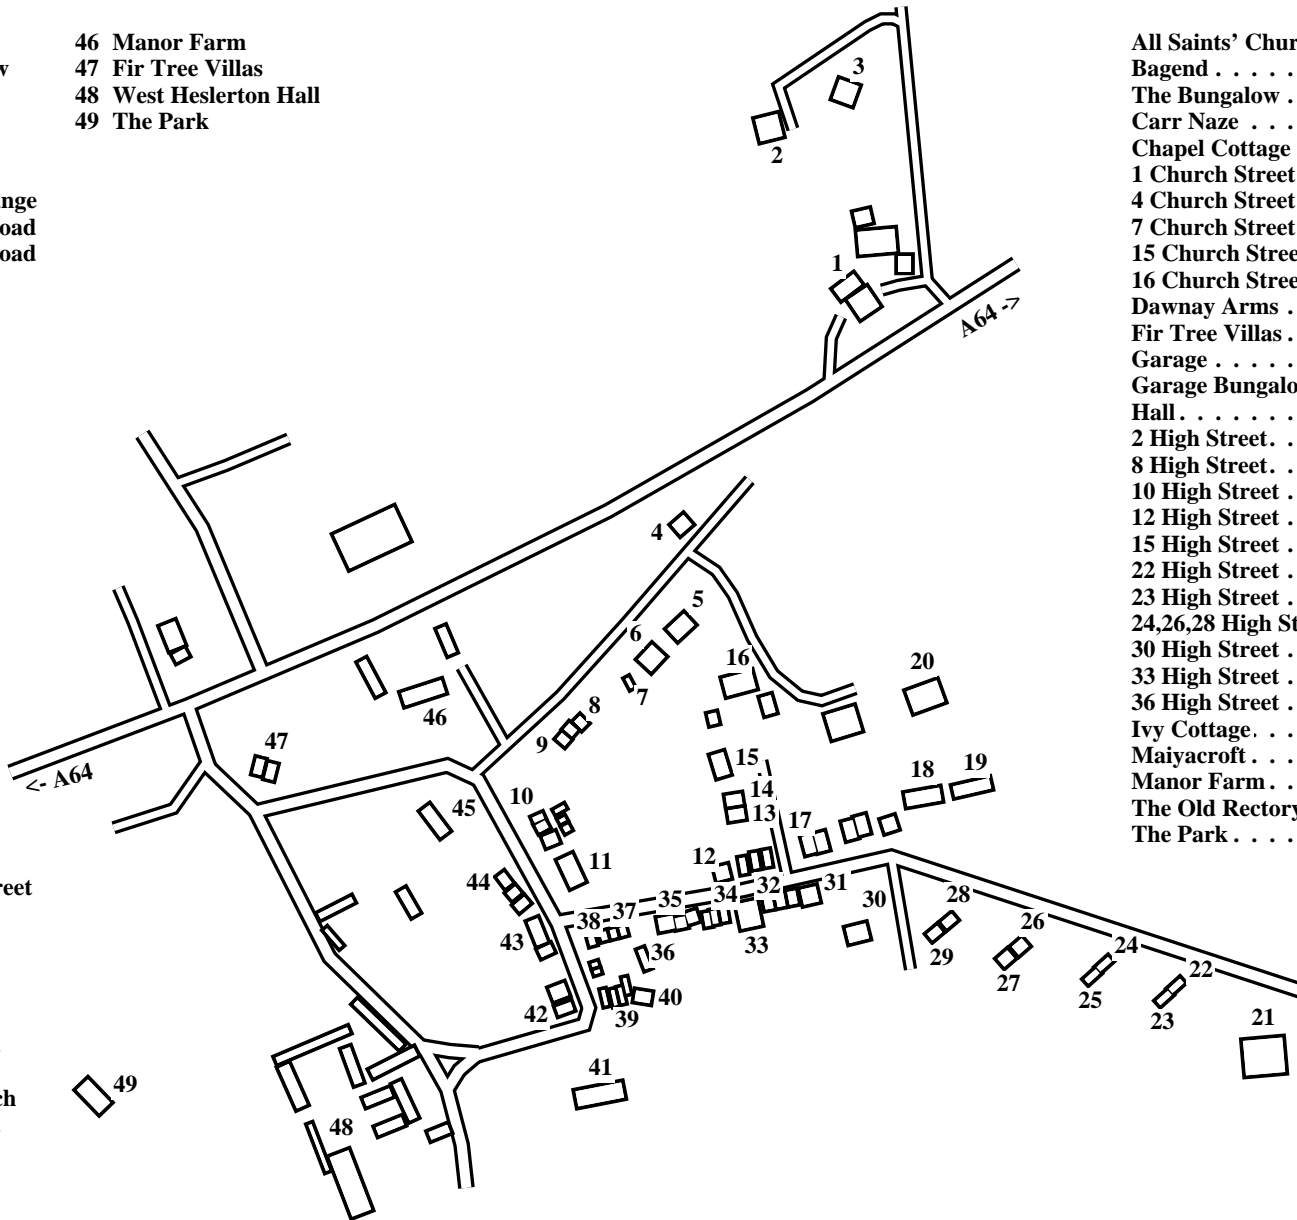 46 Manor Farm
47 Fir Tree Villas
48 West Heslerton Hall
49 The Park
All Saints’ Chur
Bagend . . . . .
The Bungalow .
Carr Naze . . .
Chapel Cottage
1 Church Street
4 Church Street
7 Church Street
15 Church Stree
16 Church Stree
Dawnay Arms .
Fir Tree Villas .
Garage . . . . .
Garage Bungalo
Hall . . . . . . .
2 High Street . .
8 High Street . .
10 High Street .
12 High Street .
15 High Street .
22 High Street .
23 High Street .
24,26,28 High St
30 High Street .
33 High Street .
36 High Street .
Ivy Cottage . . .
Maiyacroft . . .
Manor Farm . .
The Old Rectory
The Park . . . .
w
nge
oad
oad
reet
ch
3
2
1
A64 ->
4
5
6
7
8
9
16
20
46
47
<- A64
15
14
13
18
19
17
10
45
11
12
44
35
34
32
31
30
28
26
24
22
43
38
37
36
33
29
27
25
23
42
39
40
21
41
49
48